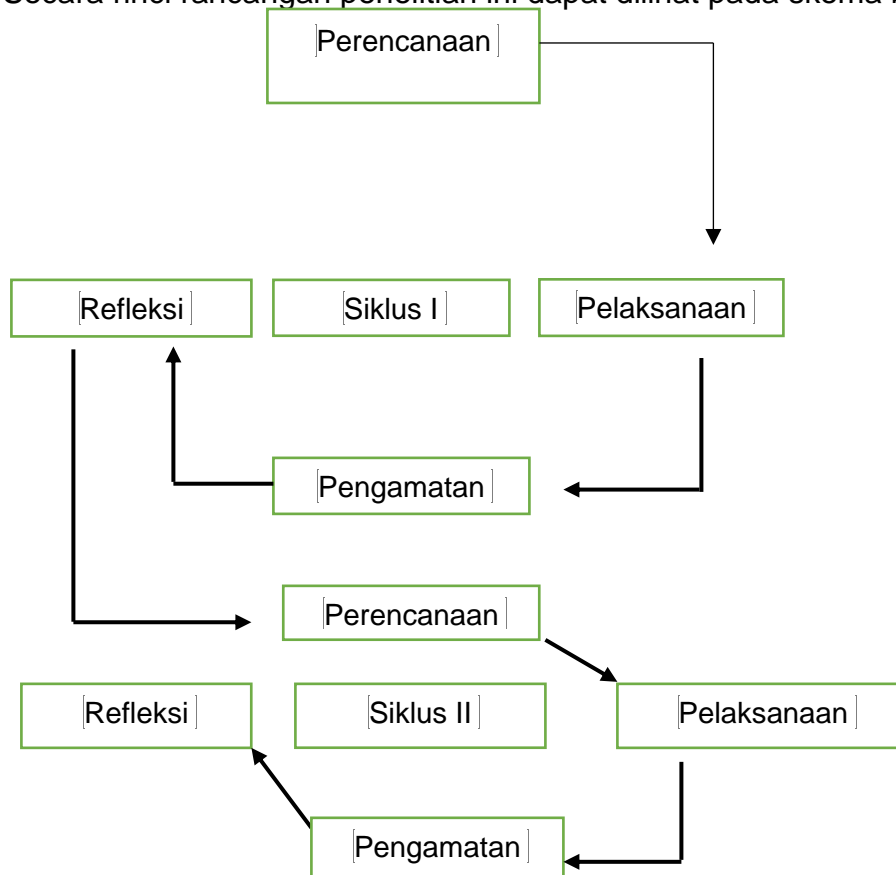 Secara rinci rancangan penelitian ini dapat dilihat pada skema
Perencanaan
Refleksi
Siklus I
Pelaksanaan
Pengamatan
Perencanaan
Refleksi
Siklus II
Pelaksanaan
Pengamatan